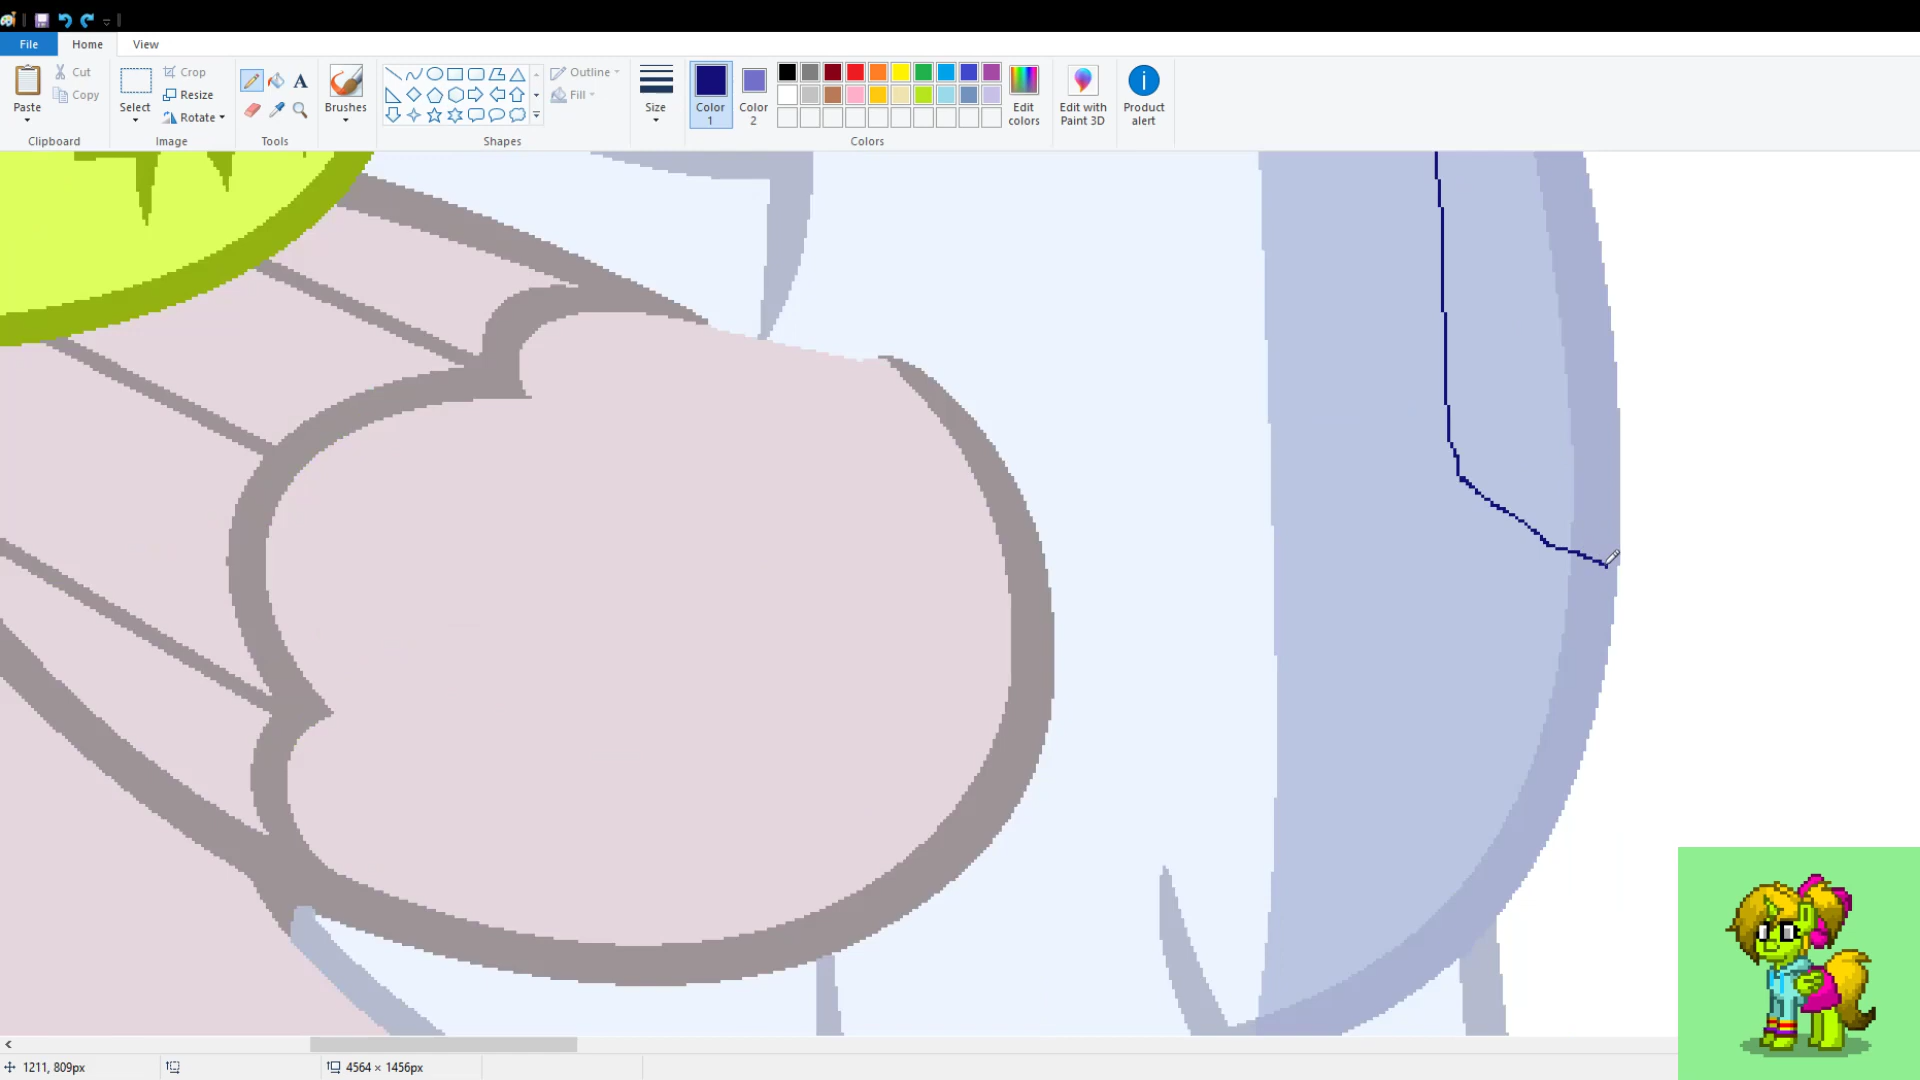 File Home View
Cut
Copy
Paste
Crop
Resize
Rotate
Select
A
Brushes
Outline
Fill
Size
Color 1
Color 2
Edit colors
Edit with Paint 3D
Product alert
Clipboard Image Tools Shapes Colors
1211, 809px 4564 × 1456px